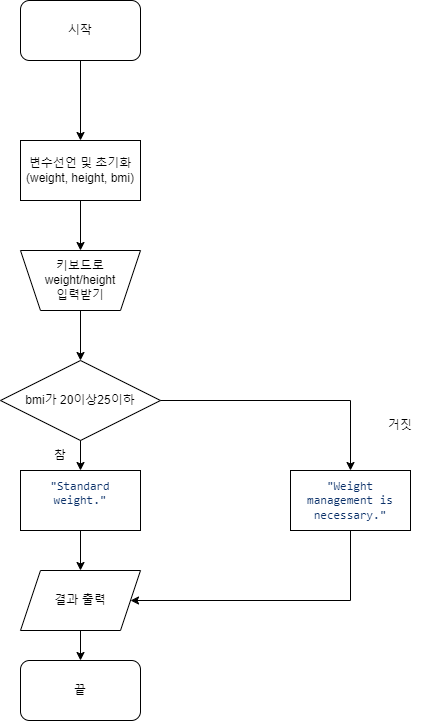 시작
변수선언 및 초기화
(weight, height, bmi)
키보드로
weight/height
입력받기
bmi가 20이상25이하
거짓
참
"Standard
weight."
"Weight
management is
necessary."
결과 출력
끝